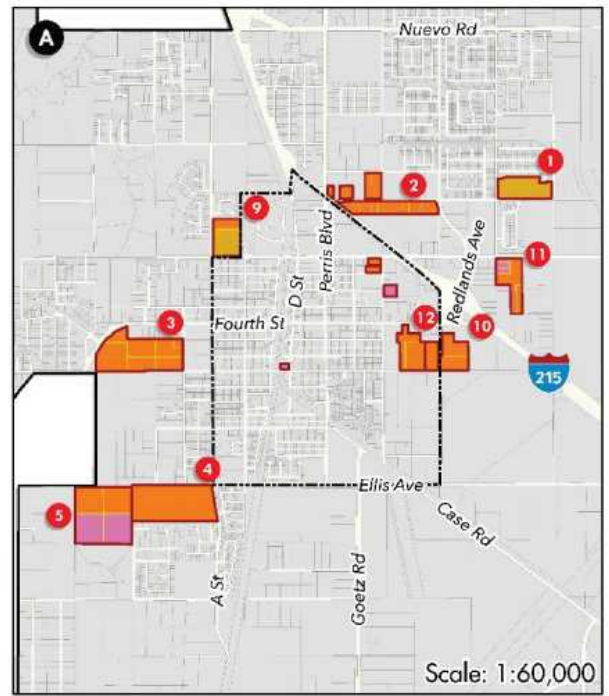 A
Nuevo Rd
1
2
9
Perris Blvd
D St
Redlands Ave
11
3
Fourth St
12
10
215
4
Ellis Ave
5
Case Rd
A St
Goetz Rd
Scale: 1:60,000